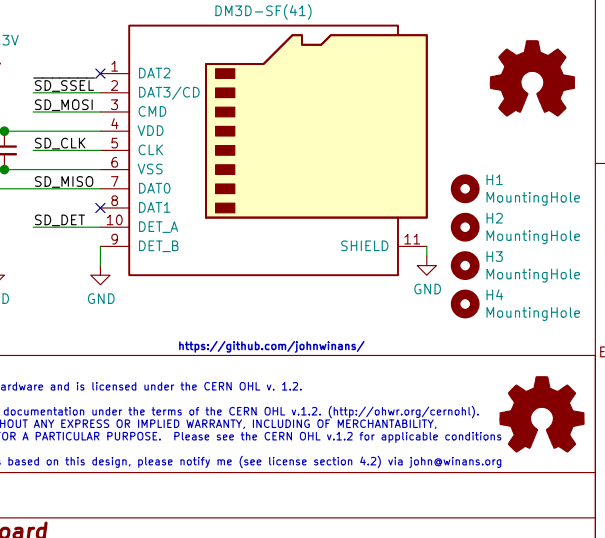 DM3D-SF(41)
3V
1 DAT2
SD_SSEL 2 DAT3/CD
SD_MOSI 3 CMD
4 VDD
SD_CLK 5 CLK
6 VSS
SD_MISO 7 DAT0
8 DAT1
SD_DET 10 DET_A
9 DET_B
SHIELD 11
D
GND
GND
H1
MountingHole
H2
MountingHole
H3
MountingHole
H4
MountingHole
https://github.com/johnwinans/
E
ardware and is licensed under the CERN OHL v. 1.2.
documentation under the terms of the CERN OHL v.1.2. (http://ohwr.org/cernohl).
HOUT ANY EXPRESS OR IMPLIED WARRANTY, INCLUDING OF MERCHANTABILITY,
FOR A PARTICULAR PURPOSE. Please see the CERN OHL v.1.2 for applicable conditions
s based on this design, please notify me (see license section 4.2) via john@winans.org
oard